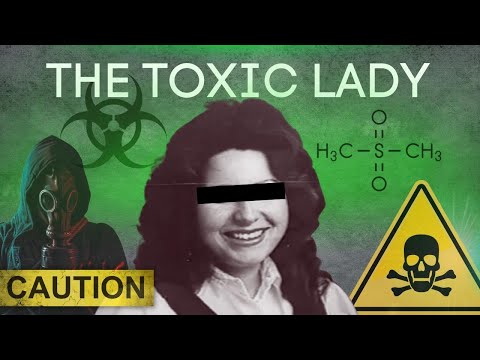 THE TOXIC LADY
O
H₃C–S–CH₃
O
CAUTION